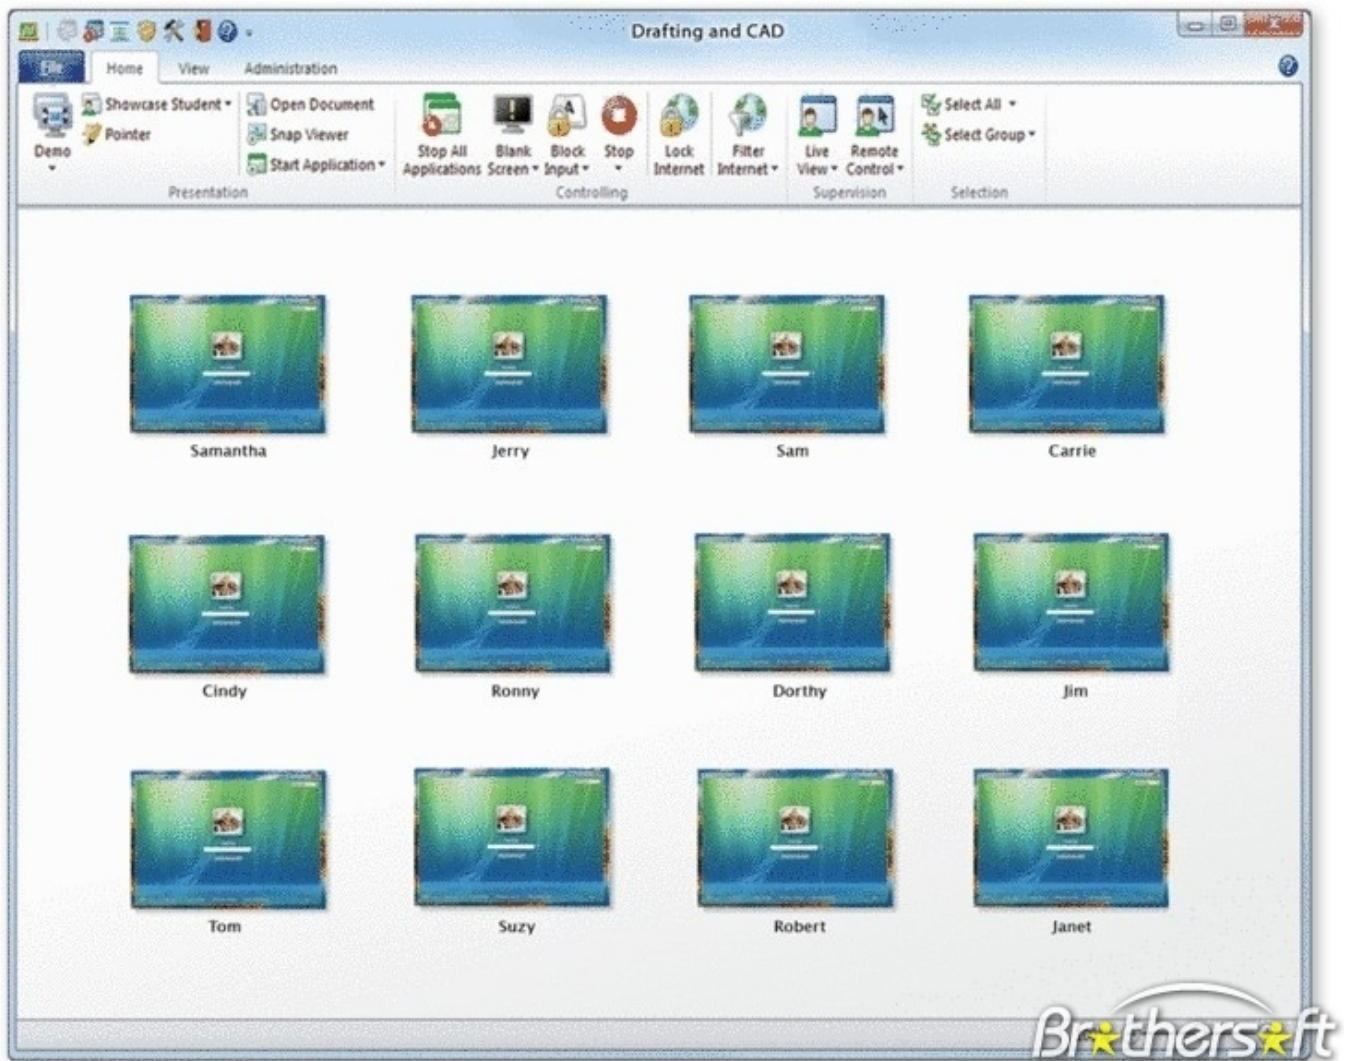 Drafting and CAD
File Home View Administration
Showcase Student Open Document Select All
Pointer Snap Viewer Select Group
Demo Start Application
Stop All Applications
Blank Screen
Block Input
Stop
Lock Internet
Filter Internet
Live View
Remote Control
Presentation Controlling Supervision Selection
Samantha Jerry Sam Carrie
Cindy Ronny Dorthy Jim
Tom Suzy Robert Janet
Brothersoft